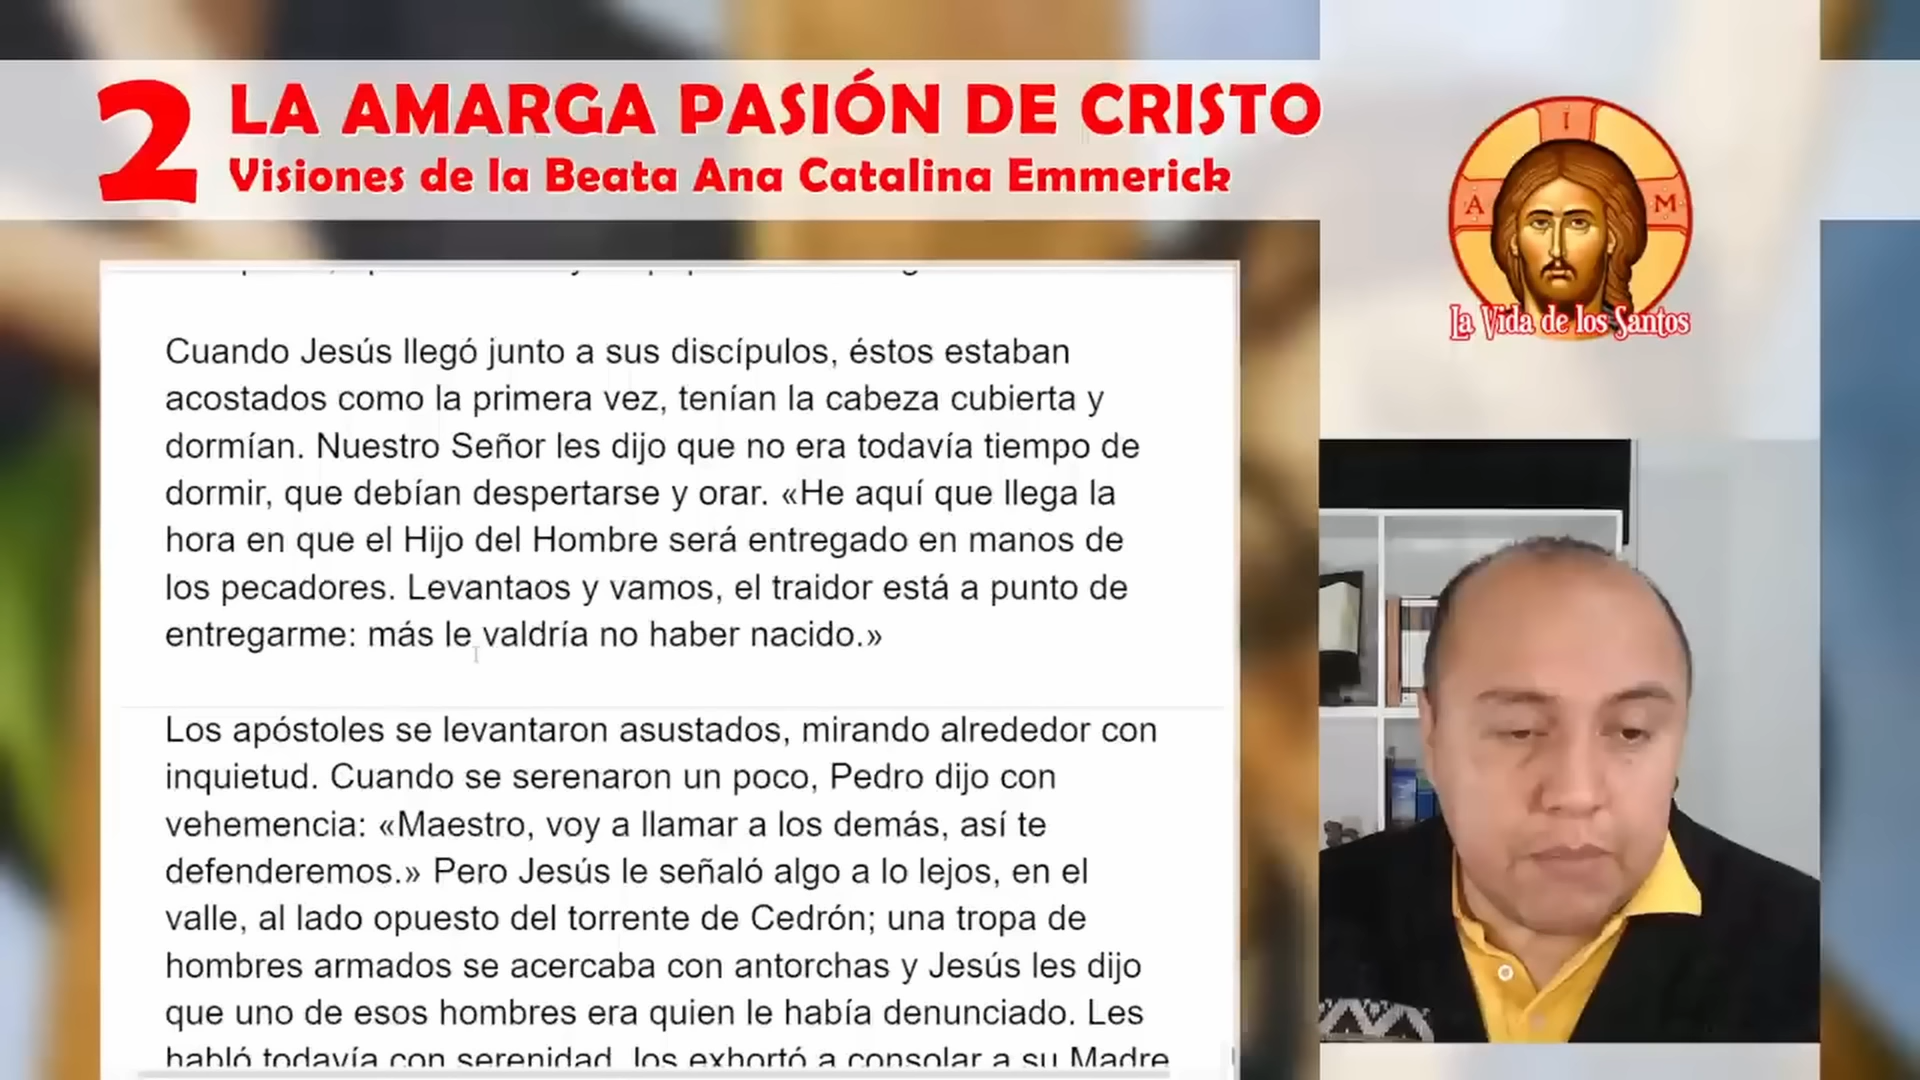 2
LA AMARGA PASIÓN DE CRISTO
Visiones de la Beata Ana Catalina Emmerick
I
A M
La Vida de los Santos
Cuando Jesús llegó junto a sus discípulos, éstos estaban
acostados como la primera vez, tenían la cabeza cubierta y
dormían. Nuestro Señor les dijo que no era todavía tiempo de
dormir, que debían despertarse y orar. «He aquí que llega la
hora en que el Hijo del Hombre será entregado en manos de
los pecadores. Levantaos y vamos, el traidor está a punto de
entregarme: más le valdría no haber nacido.»
Los apóstoles se levantaron asustados, mirando alrededor con
inquietud. Cuando se serenaron un poco, Pedro dijo con
vehemencia: «Maestro, voy a llamar a los demás, así te
defenderemos.» Pero Jesús le señaló algo a lo lejos, en el
valle, al lado opuesto del torrente de Cedrón; una tropa de
hombres armados se acercaba con antorchas y Jesús les dijo
que uno de esos hombres era quien le había denunciado. Les
habló todavía con serenidad, los exhortó a consolar a su Madre